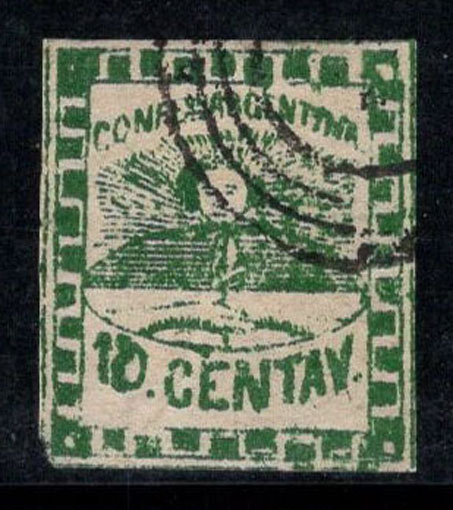 CONF. ARGENTINA
10. CENTAV.